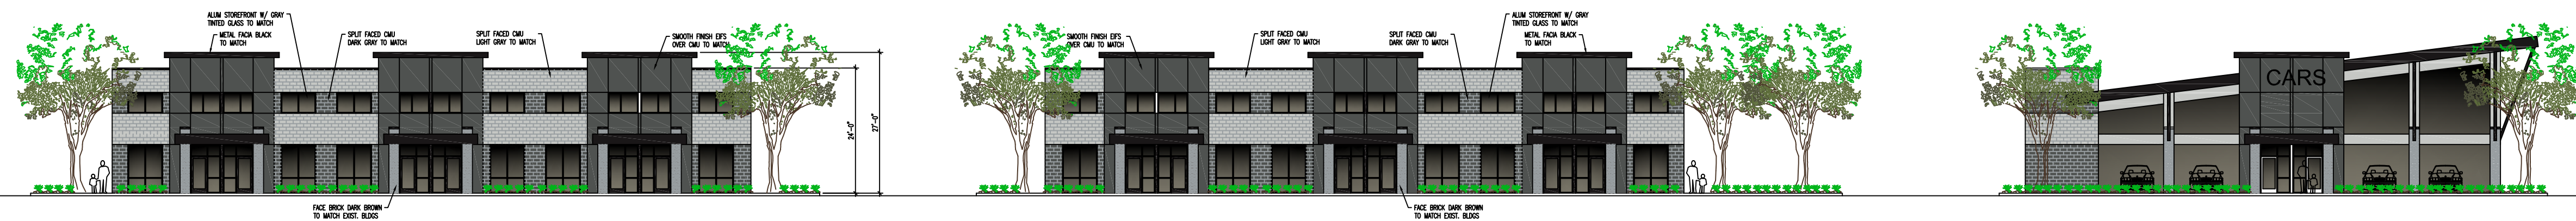 ALUM STOREFRONT W/ GRAY
TINTED GLASS TO MATCH
METAL FACIA BLACK
TO MATCH
SPLIT FACED CMU
DARK GRAY TO MATCH
SPLIT FACED CMU
LIGHT GRAY TO MATCH
SMOOTH FINISH EIFS
OVER CMU TO MATCH
24'-0"
27'-0"
FACE BRICK DARK BROWN
TO MATCH EXIST. BLDGS
SMOOTH FINISH EIFS
OVER CMU TO MATCH
SPLIT FACED CMU
LIGHT GRAY TO MATCH
SPLIT FACED CMU
DARK GRAY TO MATCH
ALUM STOREFRONT W/ GRAY
TINTED GLASS TO MATCH
METAL FACIA BLACK
TO MATCH
FACE BRICK DARK BROWN
TO MATCH EXIST. BLDGS
CARS